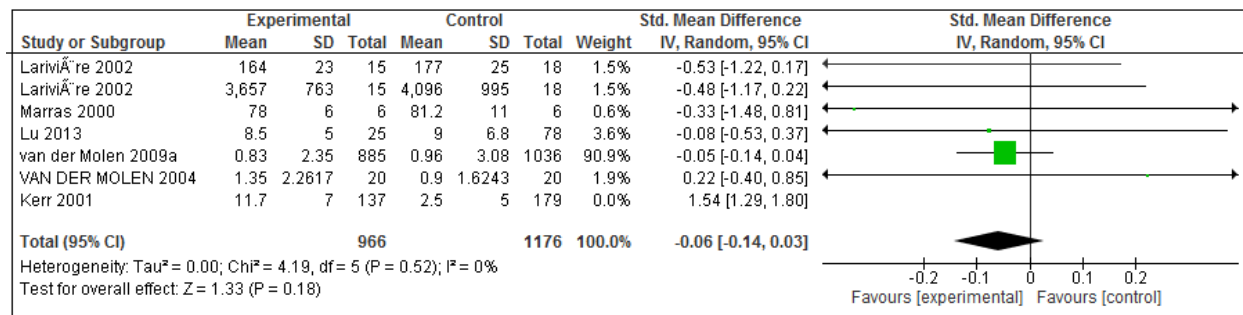 Experimental Control Std. Mean Difference Std. Mean Difference
Study or Subgroup Mean SD Total Mean SD Total Weight IV, Random, 95% CI IV, Random, 95% CI
LariviÃ¨re 2002 164 23 15 177 25 18 1.5% -0.53 [-1.22, 0.17]
LariviÃ¨re 2002 3,657 763 15 4,096 995 18 1.5% -0.48 [-1.17, 0.22]
Marras 2000 78 6 6 81.2 11 6 0.6% -0.33 [-1.48, 0.81]
Lu 2013 8.5 5 25 9 6.8 78 3.6% -0.08 [-0.53, 0.37]
van der Molen 2009a 0.83 2.35 885 0.96 3.08 1036 90.9% -0.05 [-0.14, 0.04]
VAN DER MOLEN 2004 1.35 2.2617 20 0.9 1.6243 20 1.9% 0.22 [-0.40, 0.85]
Kerr 2001 11.7 7 137 2.5 5 179 0.0% 1.54 [1.29, 1.80]
Total (95% CI) 966 1176 100.0% -0.06 [-0.14, 0.03]
Heterogeneity: Tau² = 0.00; Chi² = 4.19, df = 5 (P = 0.52); I² = 0%
Test for overall effect: Z = 1.33 (P = 0.18)
-0.2 -0.1 0 0.1 0.2
Favours [experimental] Favours [control]